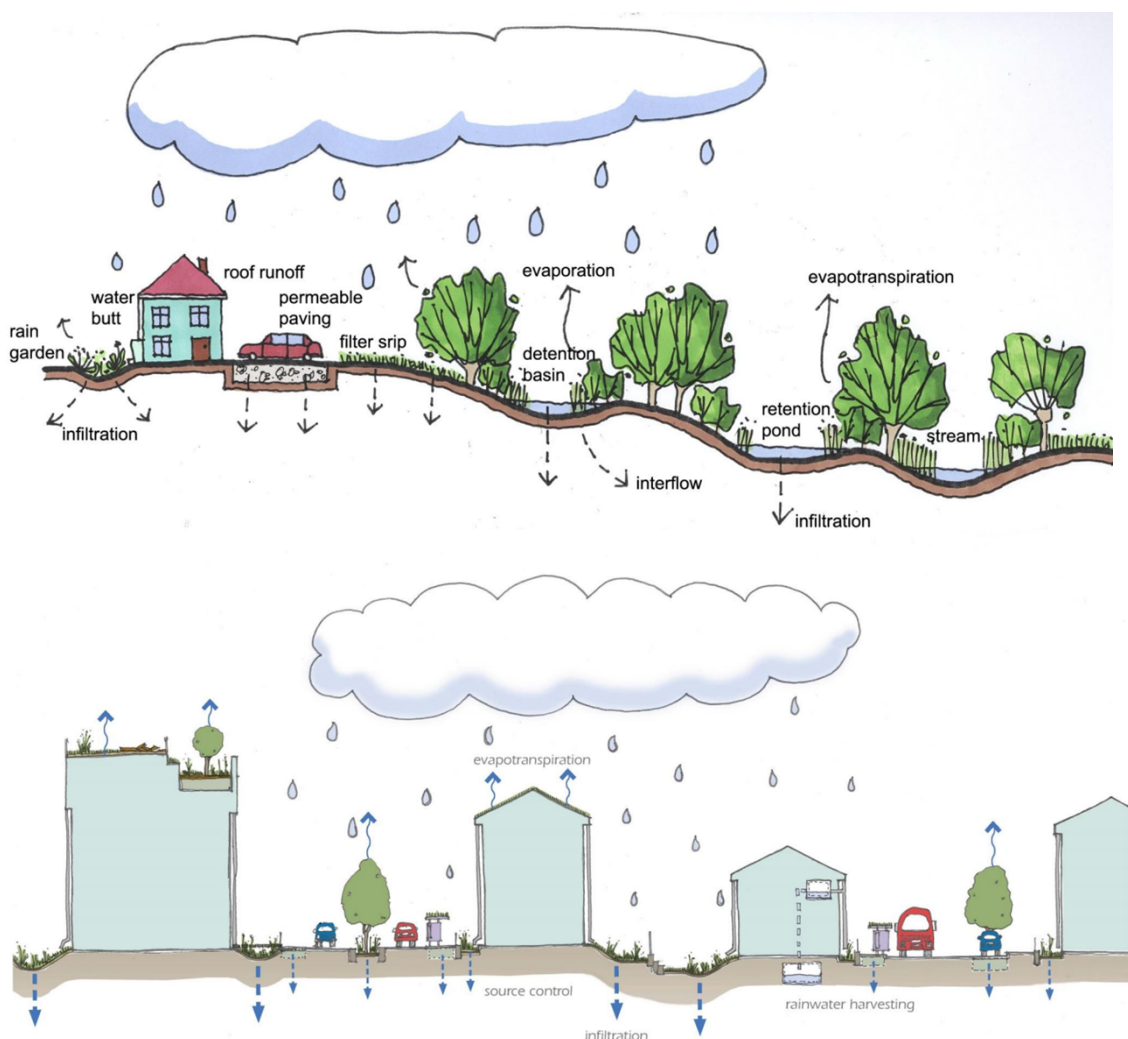 roof runoff
evaporation
evapotranspiration
water
butt
permeable
paving
rain
garden
filter srip
detention
basin
retention
pond
stream
infiltration
interflow
infiltration
evapotranspiration
source control
rainwater harvesting
infiltration